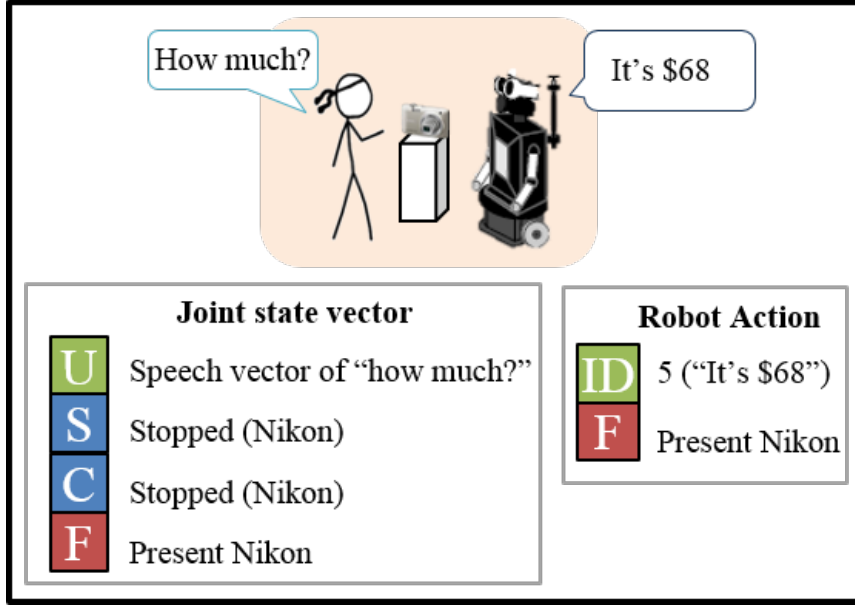 How much?
It's $68
Joint state vector
U Speech vector of “how much?”
S Stopped (Nikon)
C Stopped (Nikon)
F Present Nikon
Robot Action
ID 5 (“It's $68”)
F Present Nikon